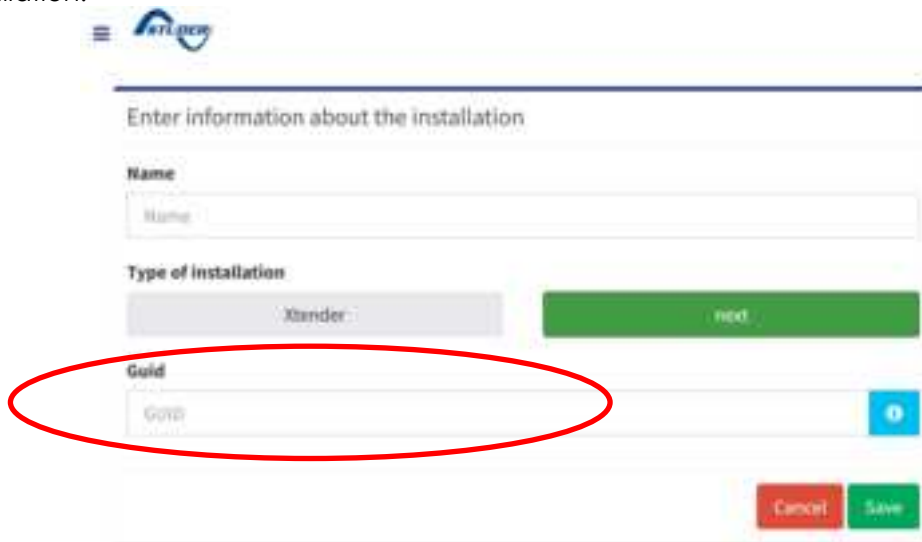 Enter information about the installation
Name
Name
Type of installation
Xtender
next
Guid
GUID
Cancel
Save